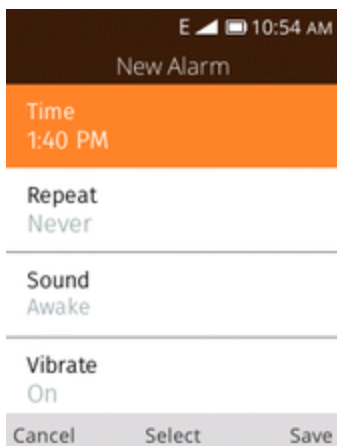 E 10:54 AM
New Alarm
Time
1:40 PM
Repeat
Never
Sound
Awake
Vibrate
On
Cancel Select Save